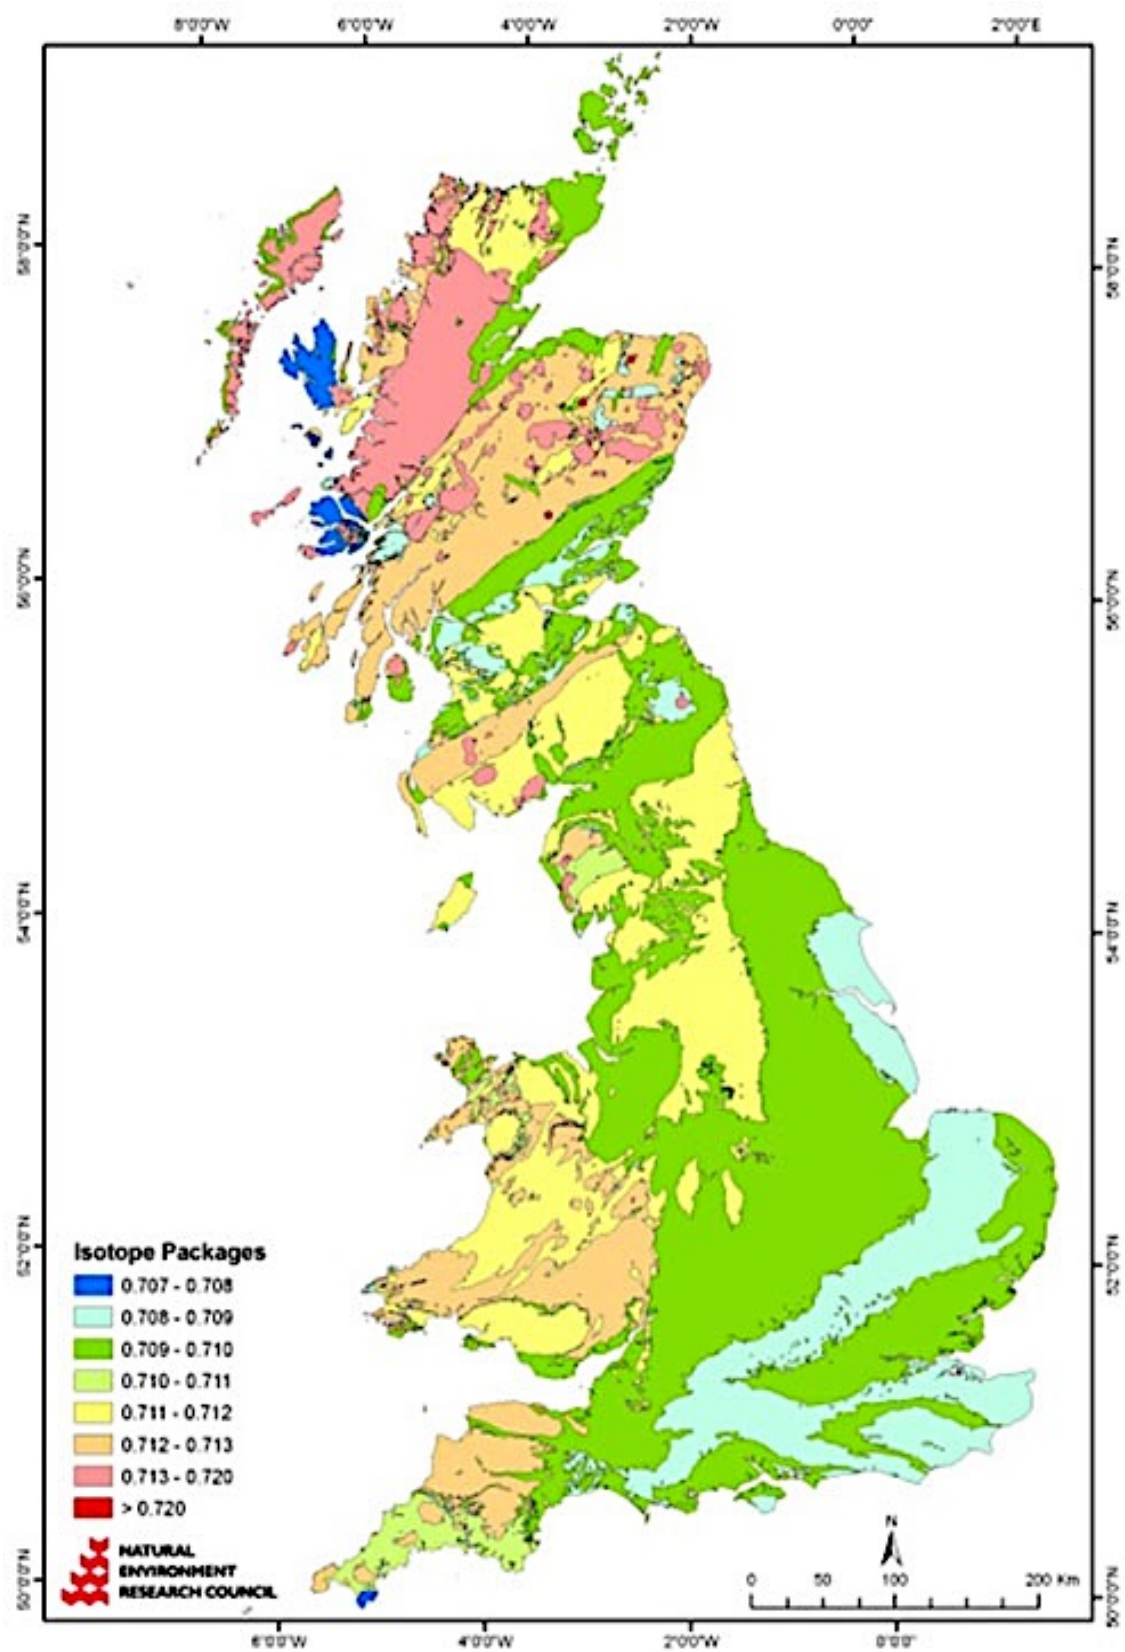 8°0'0"W 6°0'0"W 4°0'0"W 2°0'0"W 0°0'0" 2°0'0"E
58°0'0"N 58°0'0"N
56°0'0"N 56°0'0"N
54°0'0"N 54°0'0"N
52°0'0"N 52°0'0"N
Isotope Packages
0.707 - 0.708
0.708 - 0.709
0.709 - 0.710
0.710 - 0.711
0.711 - 0.712
0.712 - 0.713
0.713 - 0.720
> 0.720
NATURAL
ENVIRONMENT
RESEARCH COUNCIL
N
0 50 100 200 Km
50°0'0"N 50°0'0"N
6°0'0"W 4°0'0"W 2°0'0"W 0°0'0"